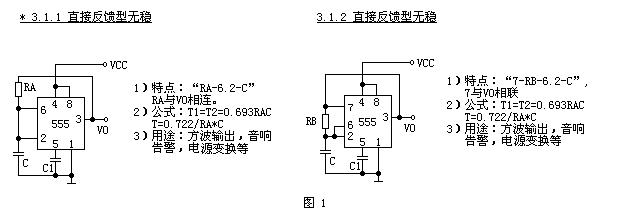 * 3.1.1 直接反馈型无稳
VCC
RA
6
4 8
3
555
2
5 1
VO
C
C1
1）特点：“RA-6.2-C”
RA与VO相连。
2）公式：T1=T2=0.693RAC
T=0.722/RA*C
3）用途：方波输出，音响
告警，电源变换等
3.1.2 直接反馈型无稳
VCC
4 8
7
3
RB
6
555
2
5 1
VO
C
C1
1）特点：“7-RB-6.2-C”，
7与VO相联
2）公式：T1=T2=0.693RAC
T=0.722/RA*C
3）用途：方波输出，音响
告警，电源变换等
图 1